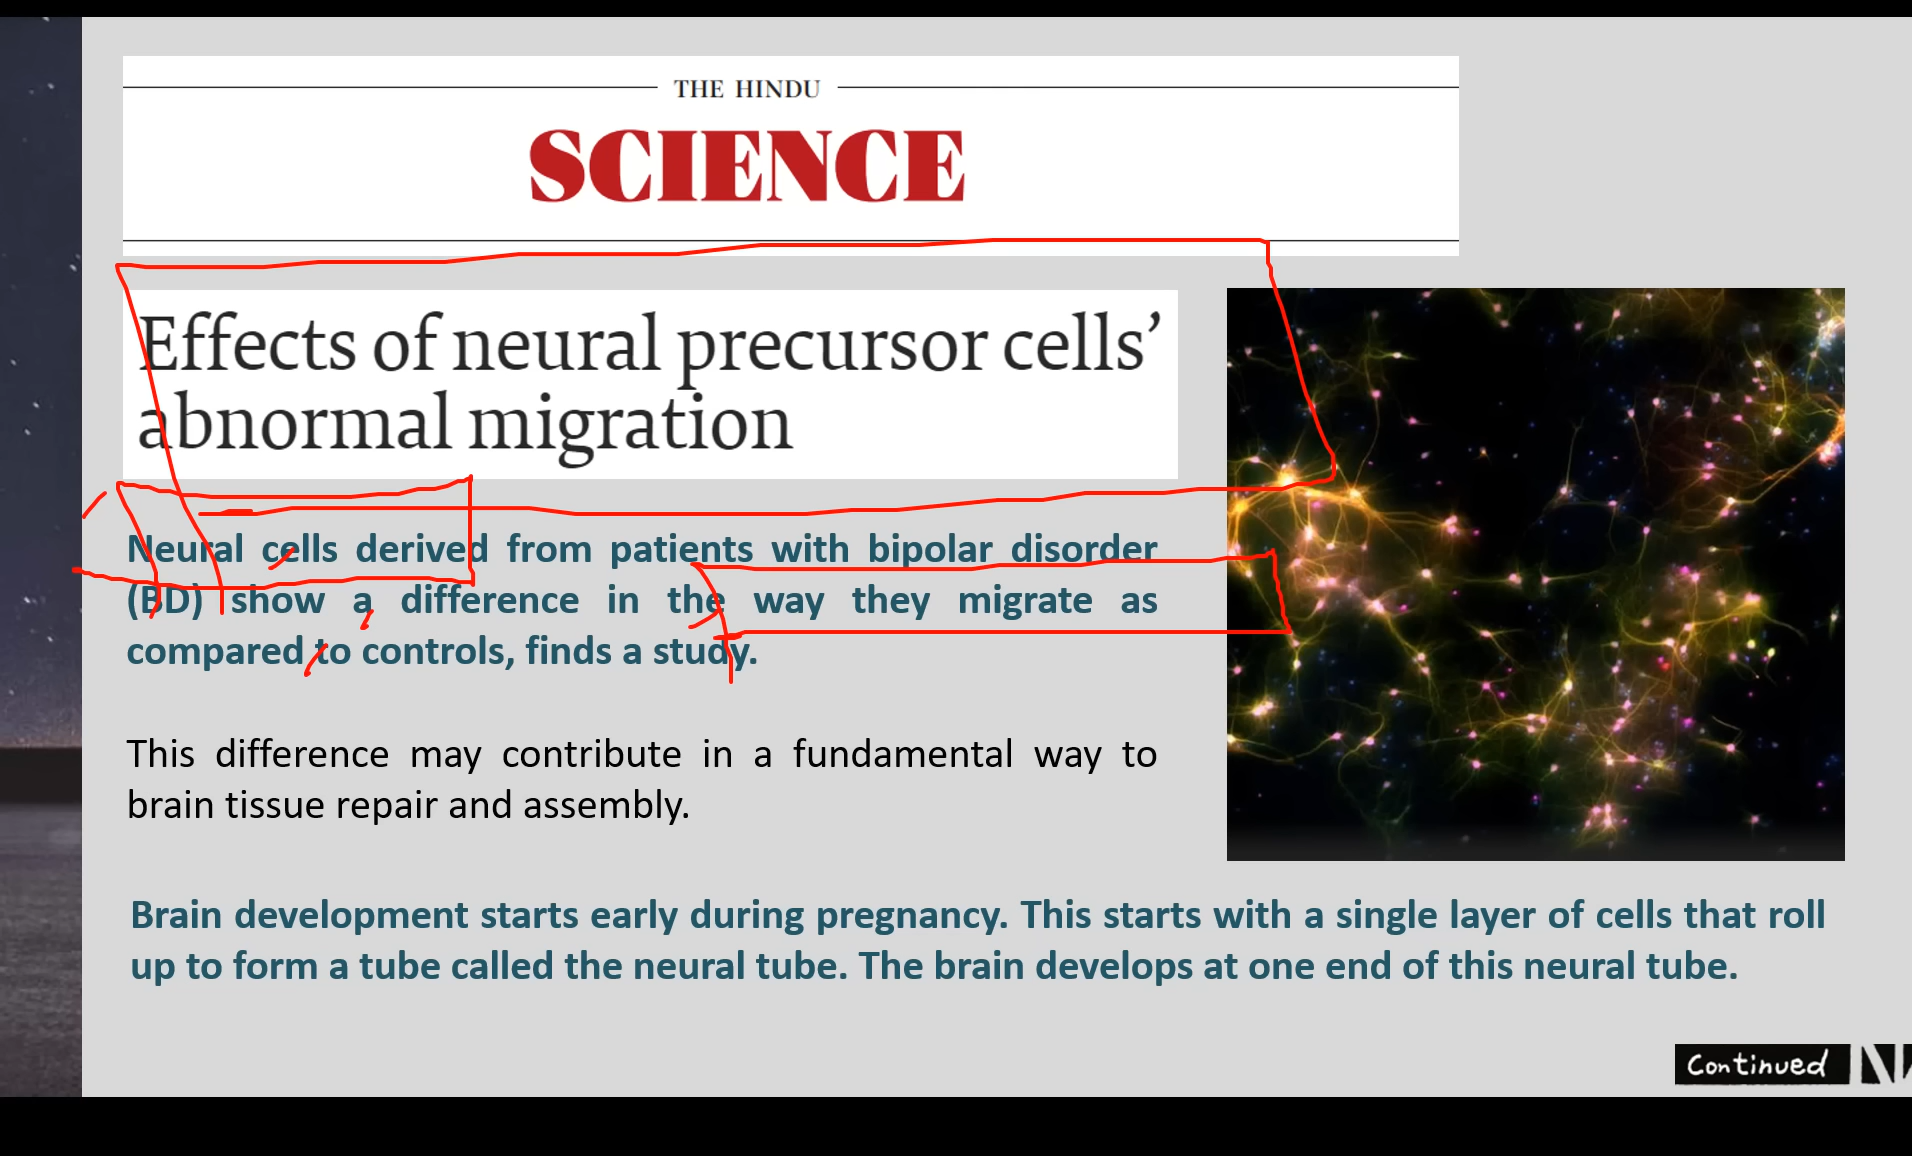 THE HINDU
SCIENCE
Effects of neural precursor cells’
abnormal migration
Neural cells derived from patients with bipolar disorder
(BD) show a difference in the way they migrate as
compared to controls, finds a study.
This difference may contribute in a fundamental way to
brain tissue repair and assembly.
Brain development starts early during pregnancy. This starts with a single layer of cells that roll
up to form a tube called the neural tube. The brain develops at one end of this neural tube.
Continued